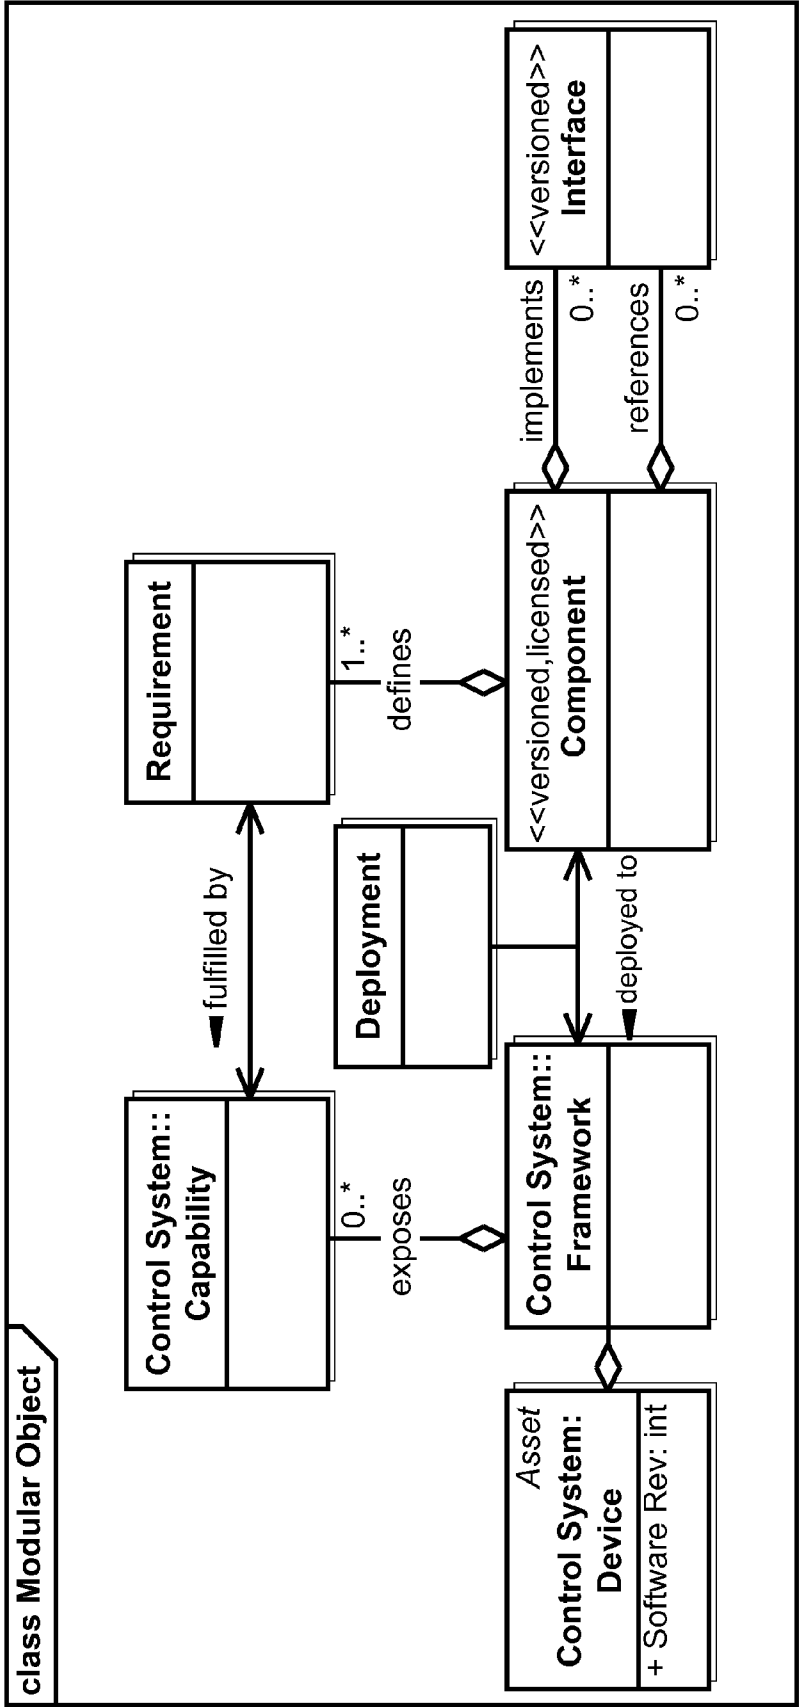 class Modular Object
Control System::
Capability
◀ fulfilled by
Requirement
0..*
exposes
Deployment
1..*
defines
Asset
Control System:
Device
+ Software Rev: int
Control System::
Framework
◀ deployed to
<<versioned,licensed>>
Component
implements
0..*
references
0..*
<<versioned>>
Interface